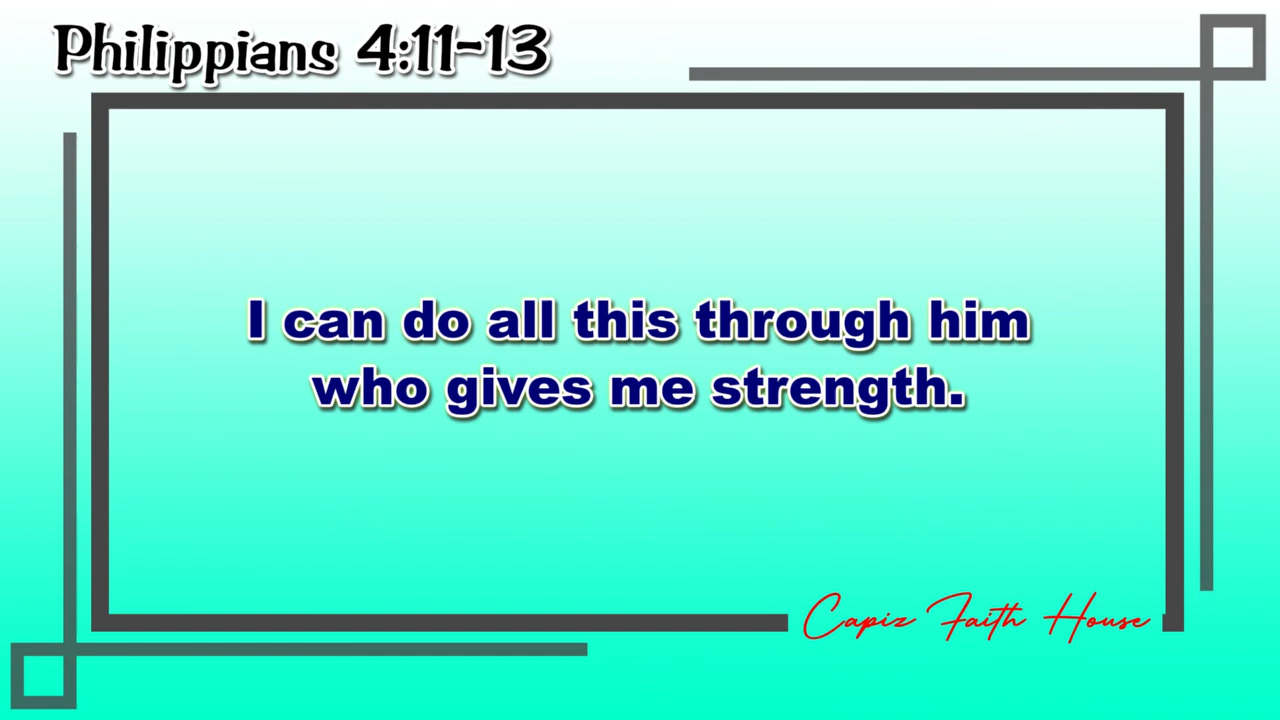 Philippians 4:11-13
I can do all this through him
who gives me strength.
Capiz Faith House